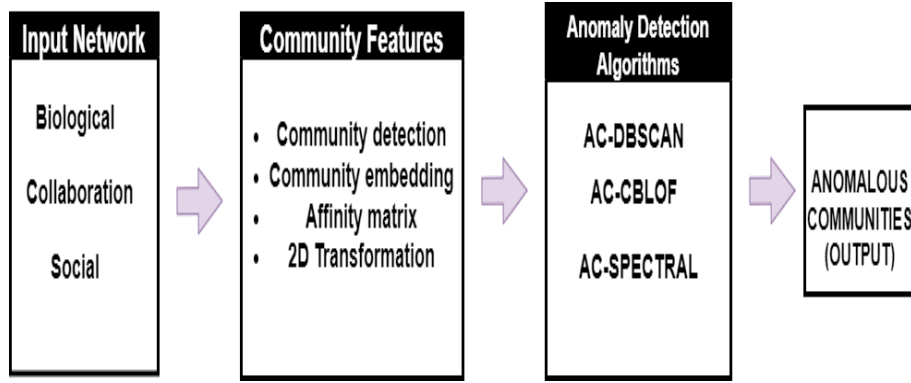 Input Network
Biological
Collaboration
Social
Community Features
• Community detection
• Community embedding
• Affinity matrix
• 2D Transformation
Anomaly Detection
Algorithms
AC-DBSCAN
AC-CBLOF
AC-SPECTRAL
ANOMALOUS
COMMUNITIES
(OUTPUT)